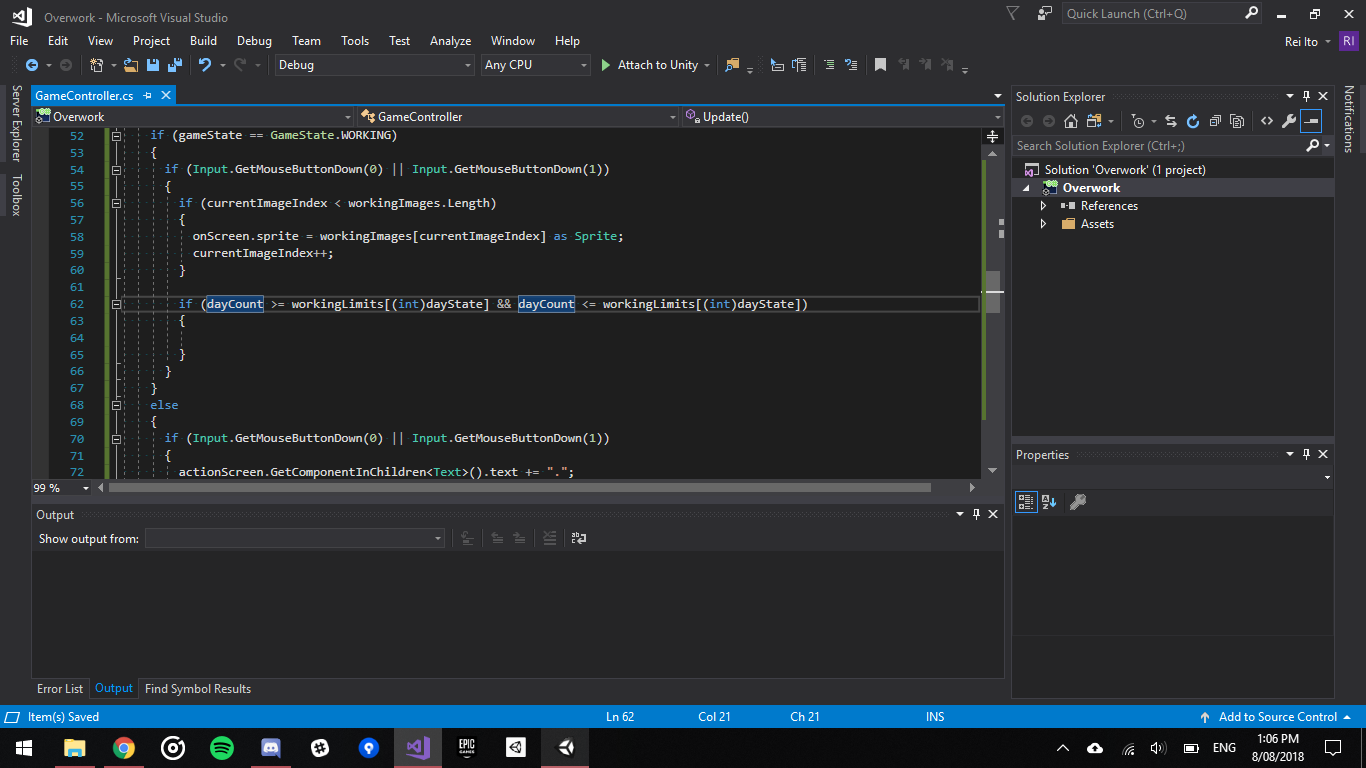 Overwork - Microsoft Visual Studio
Quick Launch (Ctrl+Q)
File Edit View Project Build Debug Team Tools Test Analyze Window Help
Rei Ito RI
Debug Any CPU Attach to Unity
Server Explorer
Toolbox
GameController.cs
Overwork GameController Update()
52 if (gameState == GameState.WORKING)
53 {
54 if (Input.GetMouseButtonDown(0) || Input.GetMouseButtonDown(1))
55 {
56 if (currentImageIndex < workingImages.Length)
57 {
58 onScreen.sprite = workingImages[currentImageIndex] as Sprite;
59 currentImageIndex++;
60 }
61
62 if (dayCount >= workingLimits[(int)dayState] && dayCount <= workingLimits[(int)dayState])
63 {
64
65 }
66 }
67 }
68 else
69 {
70 if (Input.GetMouseButtonDown(0) || Input.GetMouseButtonDown(1))
71 {
72 actionScreen.GetComponentInChildren<Text>().text += ".";
99 %
Output
Show output from:
Error List Output Find Symbol Results
Solution Explorer
Search Solution Explorer (Ctrl+;)
Solution 'Overwork' (1 project)
Overwork
References
Assets
Properties
Notifications
Item(s) Saved Ln 62 Col 21 Ch 21 INS Add to Source Control
EPIC GAMES
ENG
1:06 PM
8/08/2018